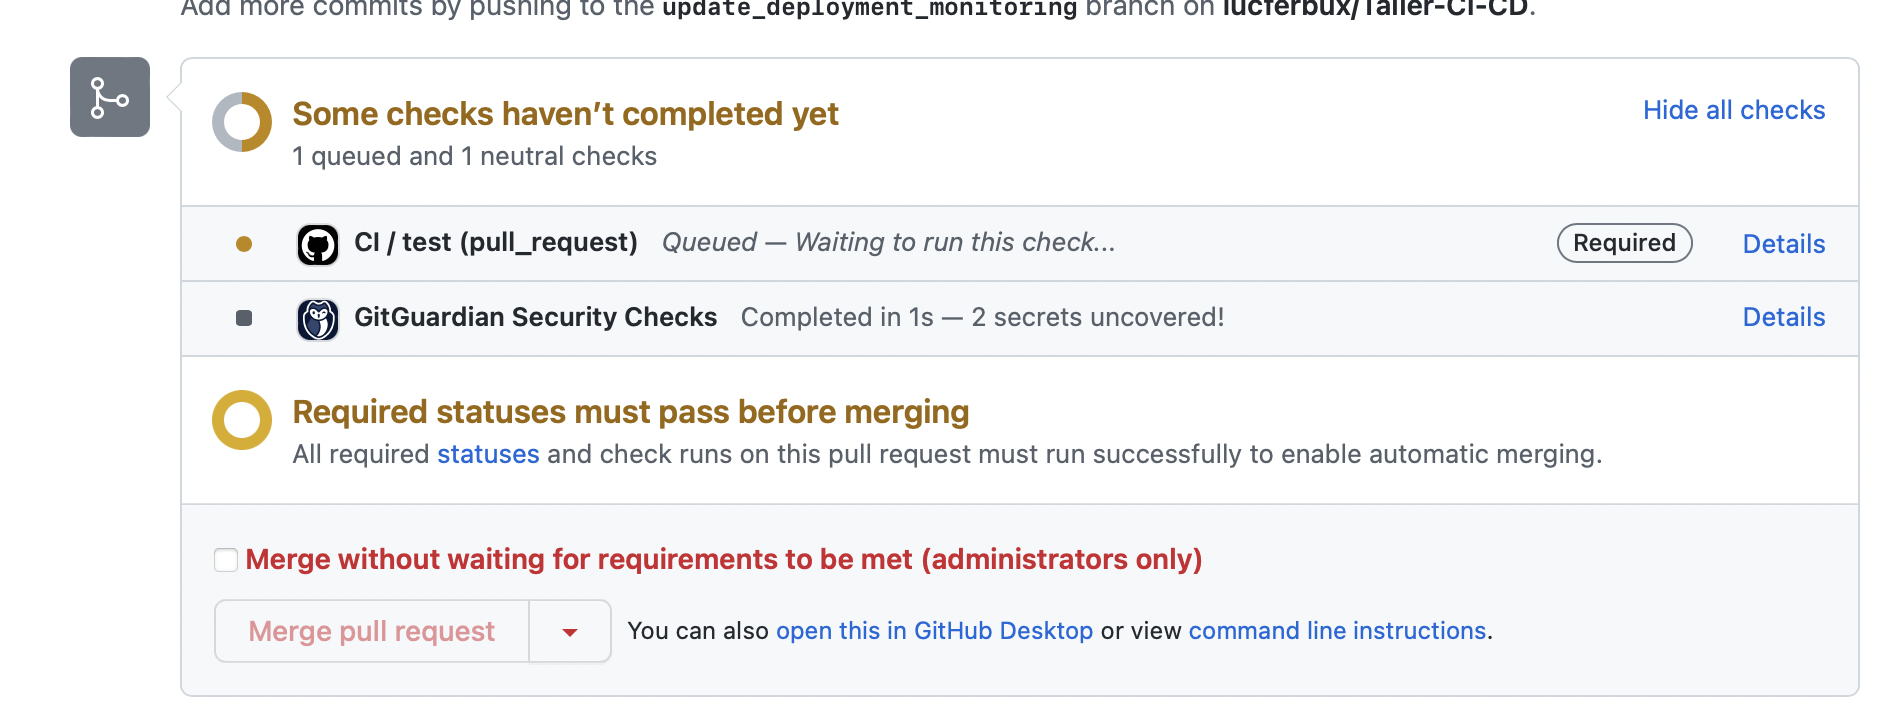 Add more commits by pushing to the update_deployment_monitoring branch on lucferbux/Taller-CI-CD.
Some checks haven’t completed yet
Hide all checks
1 queued and 1 neutral checks
CI / test (pull_request) Queued — Waiting to run this check... Required Details
GitGuardian Security Checks Completed in 1s — 2 secrets uncovered! Details
Required statuses must pass before merging
All required statuses and check runs on this pull request must run successfully to enable automatic merging.
Merge without waiting for requirements to be met (administrators only)
Merge pull request You can also open this in GitHub Desktop or view command line instructions.